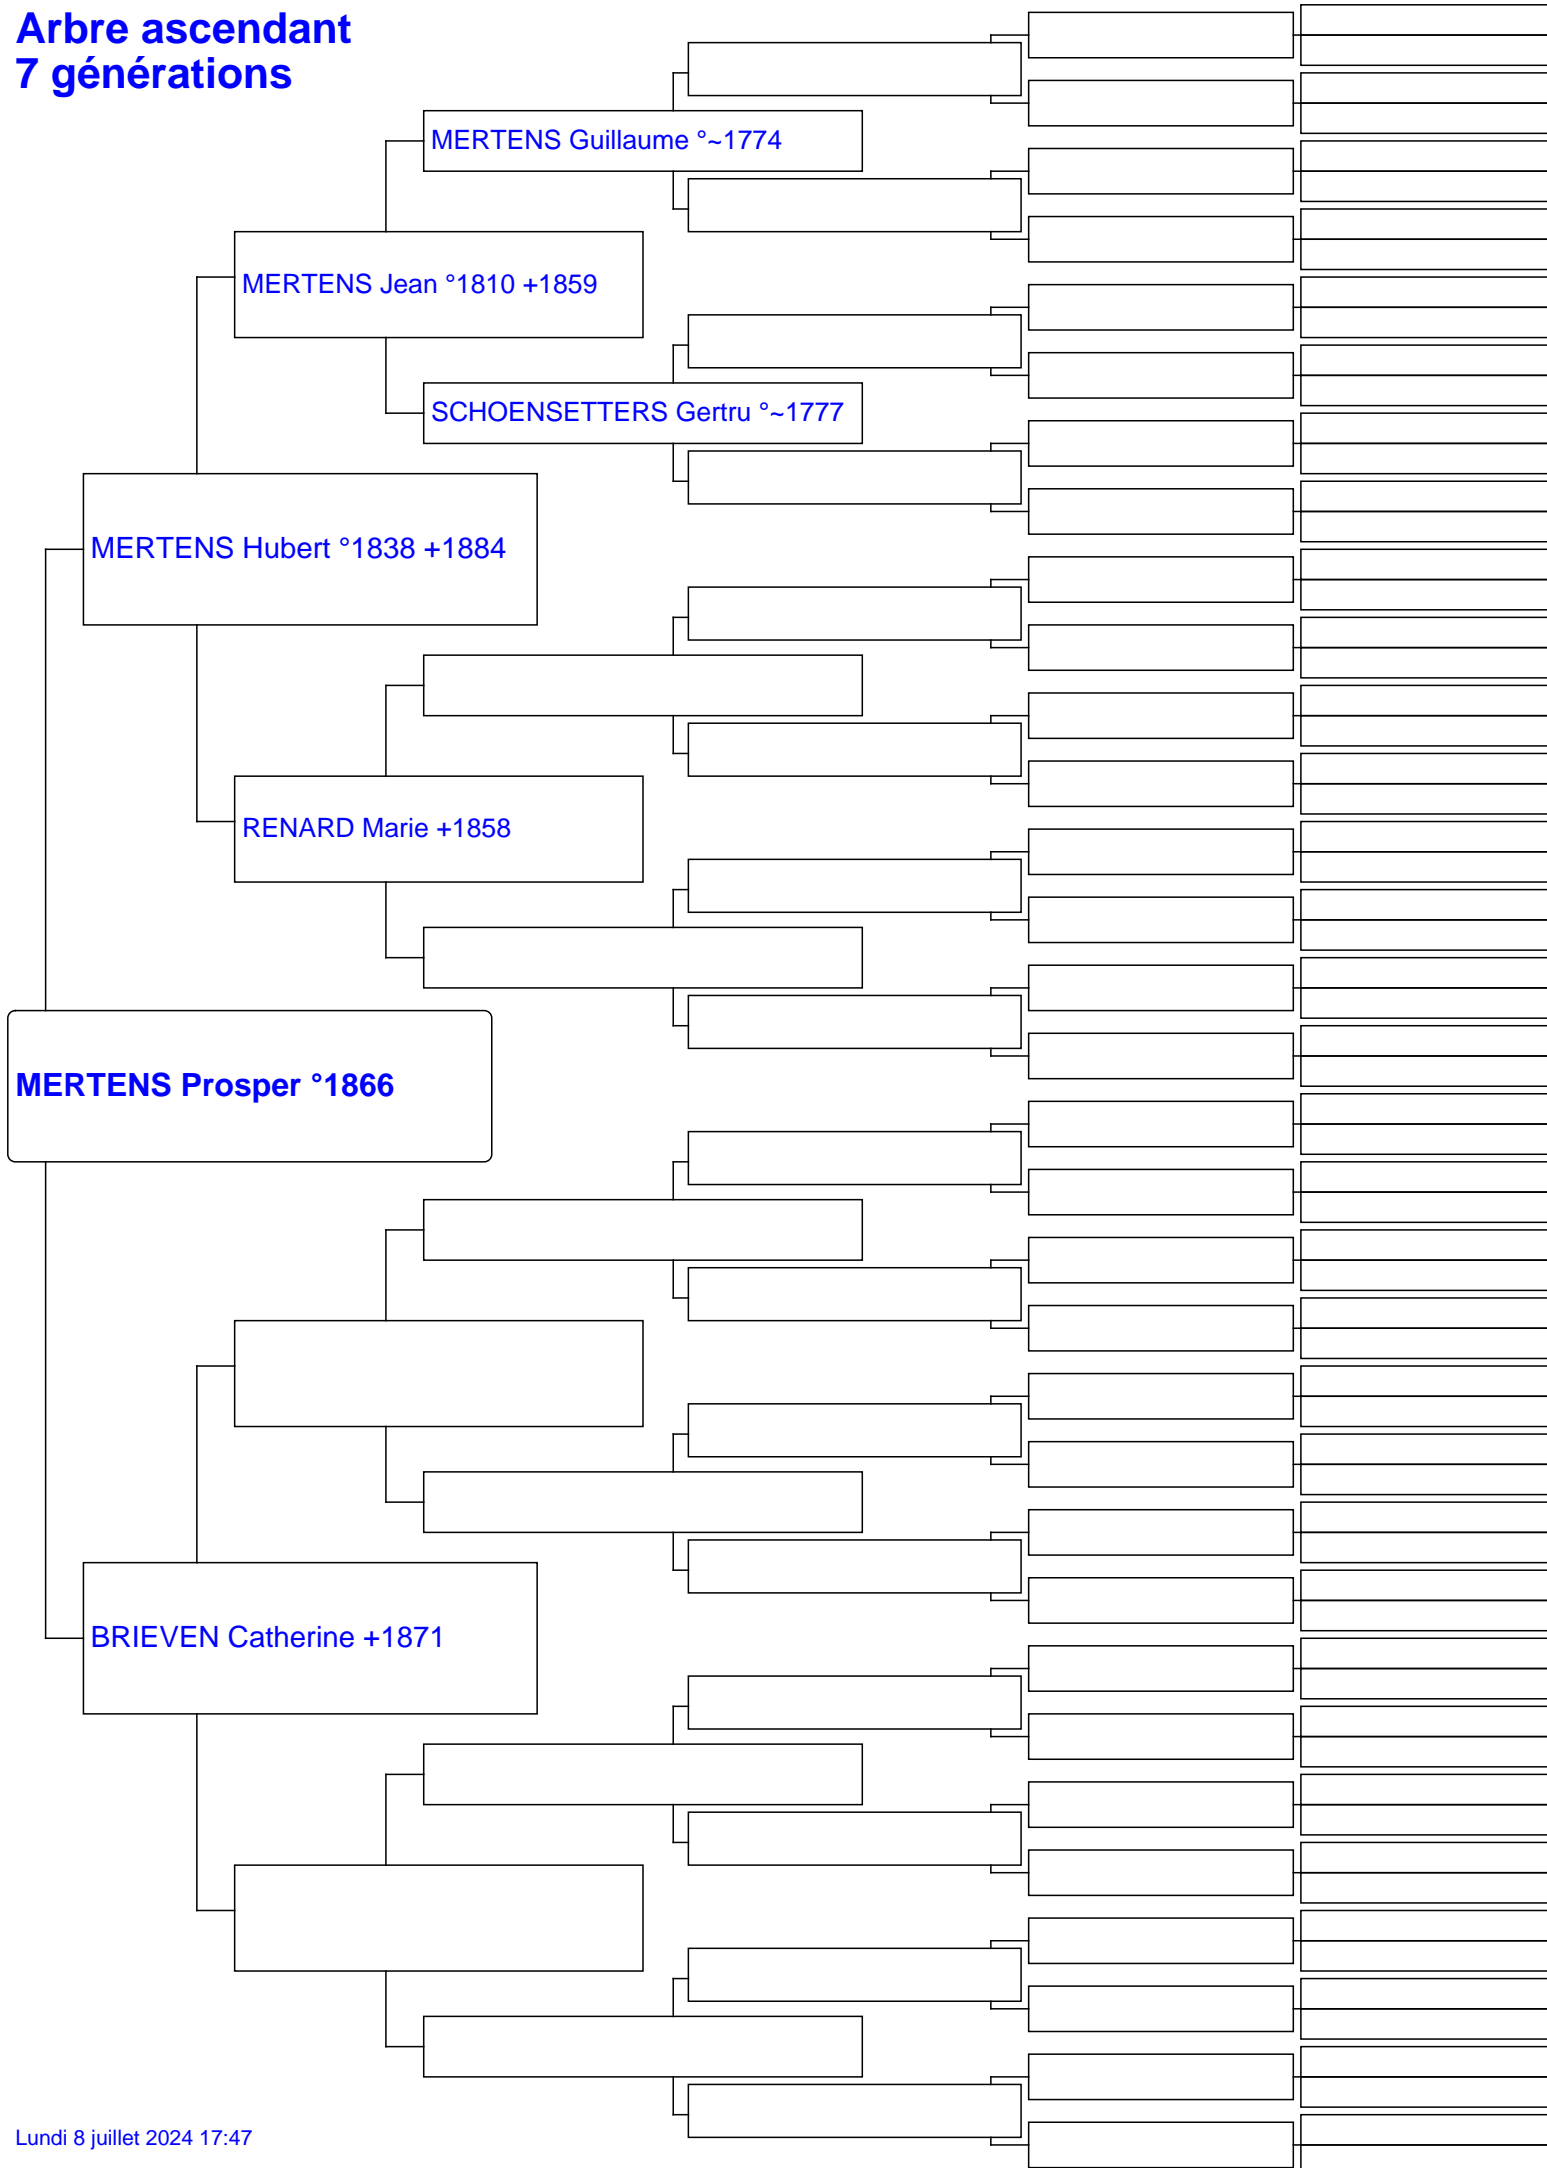 Arbre ascendant
7 générations
MERTENS Guillaume °~1774
MERTENS Jean °1810 +1859
SCHOENSETTERS Gertru °~1777
MERTENS Hubert °1838 +1884
RENARD Marie +1858
MERTENS Prosper °1866
BRIEVEN Catherine +1871
Lundi 8 juillet 2024 17:47